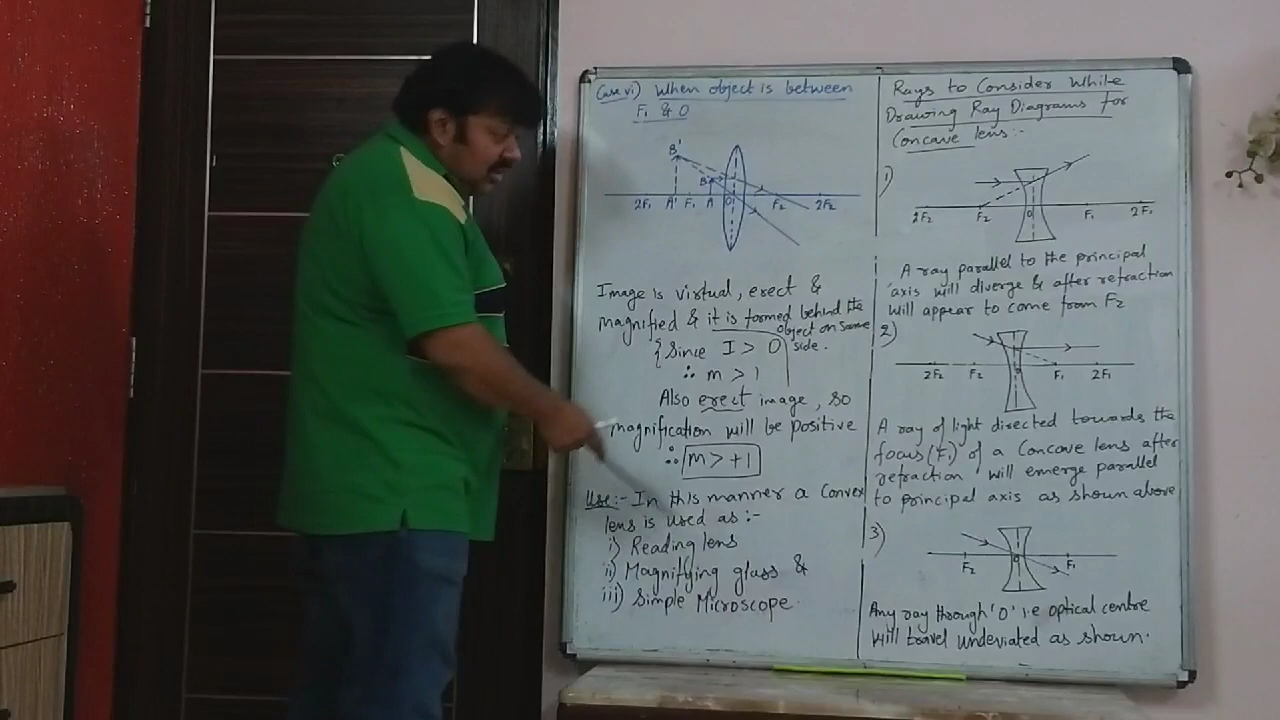 Case vi) When object is between
F1 & O
B'
B
2F1 A' F1 A O F2 2F2
Image is virtual, erect &
magnified & it is formed behind the
object on same
side.
{Since I > O
∴ m > 1
Also erect image, so
magnification will be positive
∴ m > +1
Use:- In this manner a Convex
lens is used as:-
i) Reading lens
ii) Magnifying glass &
iii) Simple Microscope.
Rays to Consider While
Drawing Ray Diagrams for
Concave lens:-
1)
2F2 F2 O F1 2F1
A ray parallel to the principal
axis will diverge & after refraction
will appear to come from F2
2)
2F2 F2 O F1 2F1
A ray of light directed towards the
focus (F1) of a Concave lens after
refraction will emerge parallel
to principal axis as shown above
3)
F2 O F1
Any ray through 'O' i.e optical centre
will travel undeviated as shown.